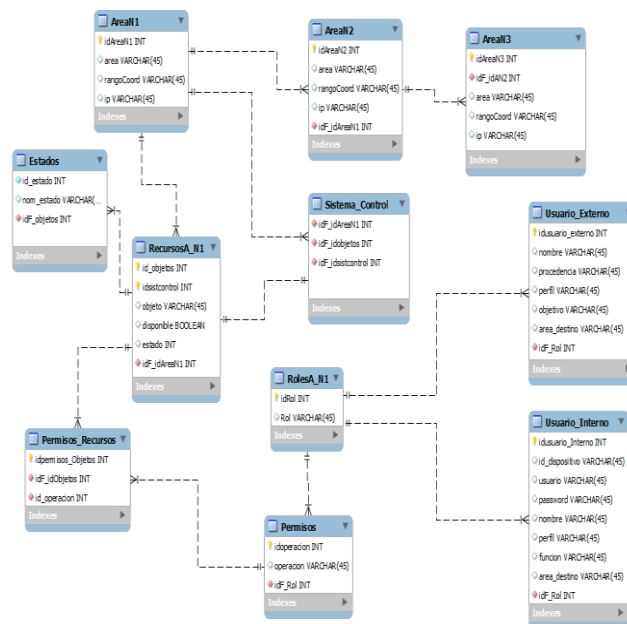 AreaN1
idAreaN1 INT
area VARCHAR(45)
rangoCoord VARCHAR(45)
ip VARCHAR(45)
Indexes
AreaN2
idAreaN2 INT
area VARCHAR(45)
rangoCoord VARCHAR(45)
ip VARCHAR(45)
idF_idAreaN1 INT
Indexes
AreaN3
idAreaN3 INT
idF_idAN2 INT
area VARCHAR(45)
rangoCoord VARCHAR(45)
ip VARCHAR(45)
Indexes
Estados
id_estado INT
nom_estado VARCHAR(...
idF_objetos INT
Indexes
RecursosA_N1
id_objetos INT
idsistcontrol INT
objeto VARCHAR(45)
disponible BOOLEAN
estado INT
idF_idAreaN1 INT
Indexes
Sistema_Control
idF_idAreaN1 INT
idF_idobjetos INT
idF_idsistcontrol INT
Indexes
Usuario_Externo
idusuario_externo INT
nombre VARCHAR(45)
procedencia VARCHAR(45)
perfil VARCHAR(45)
objetivo VARCHAR(45)
area_destino VARCHAR(45)
idF_Rol INT
Indexes
RolesA_N1
idRol INT
Rol VARCHAR(45)
Indexes
Usuario_Interno
idusuario_Interno INT
id_dispositivo VARCHAR(45)
usuario VARCHAR(45)
password VARCHAR(45)
nombre VARCHAR(45)
perfil VARCHAR(45)
funcion VARCHAR(45)
area_destino VARCHAR(45)
idF_Rol INT
Indexes
Permisos_Recursos
idpermisos_Objetos INT
idF_idObjetos INT
id_operacion INT
Indexes
Permisos
idoperacion INT
operacion VARCHAR(45)
idF_Rol INT
Indexes